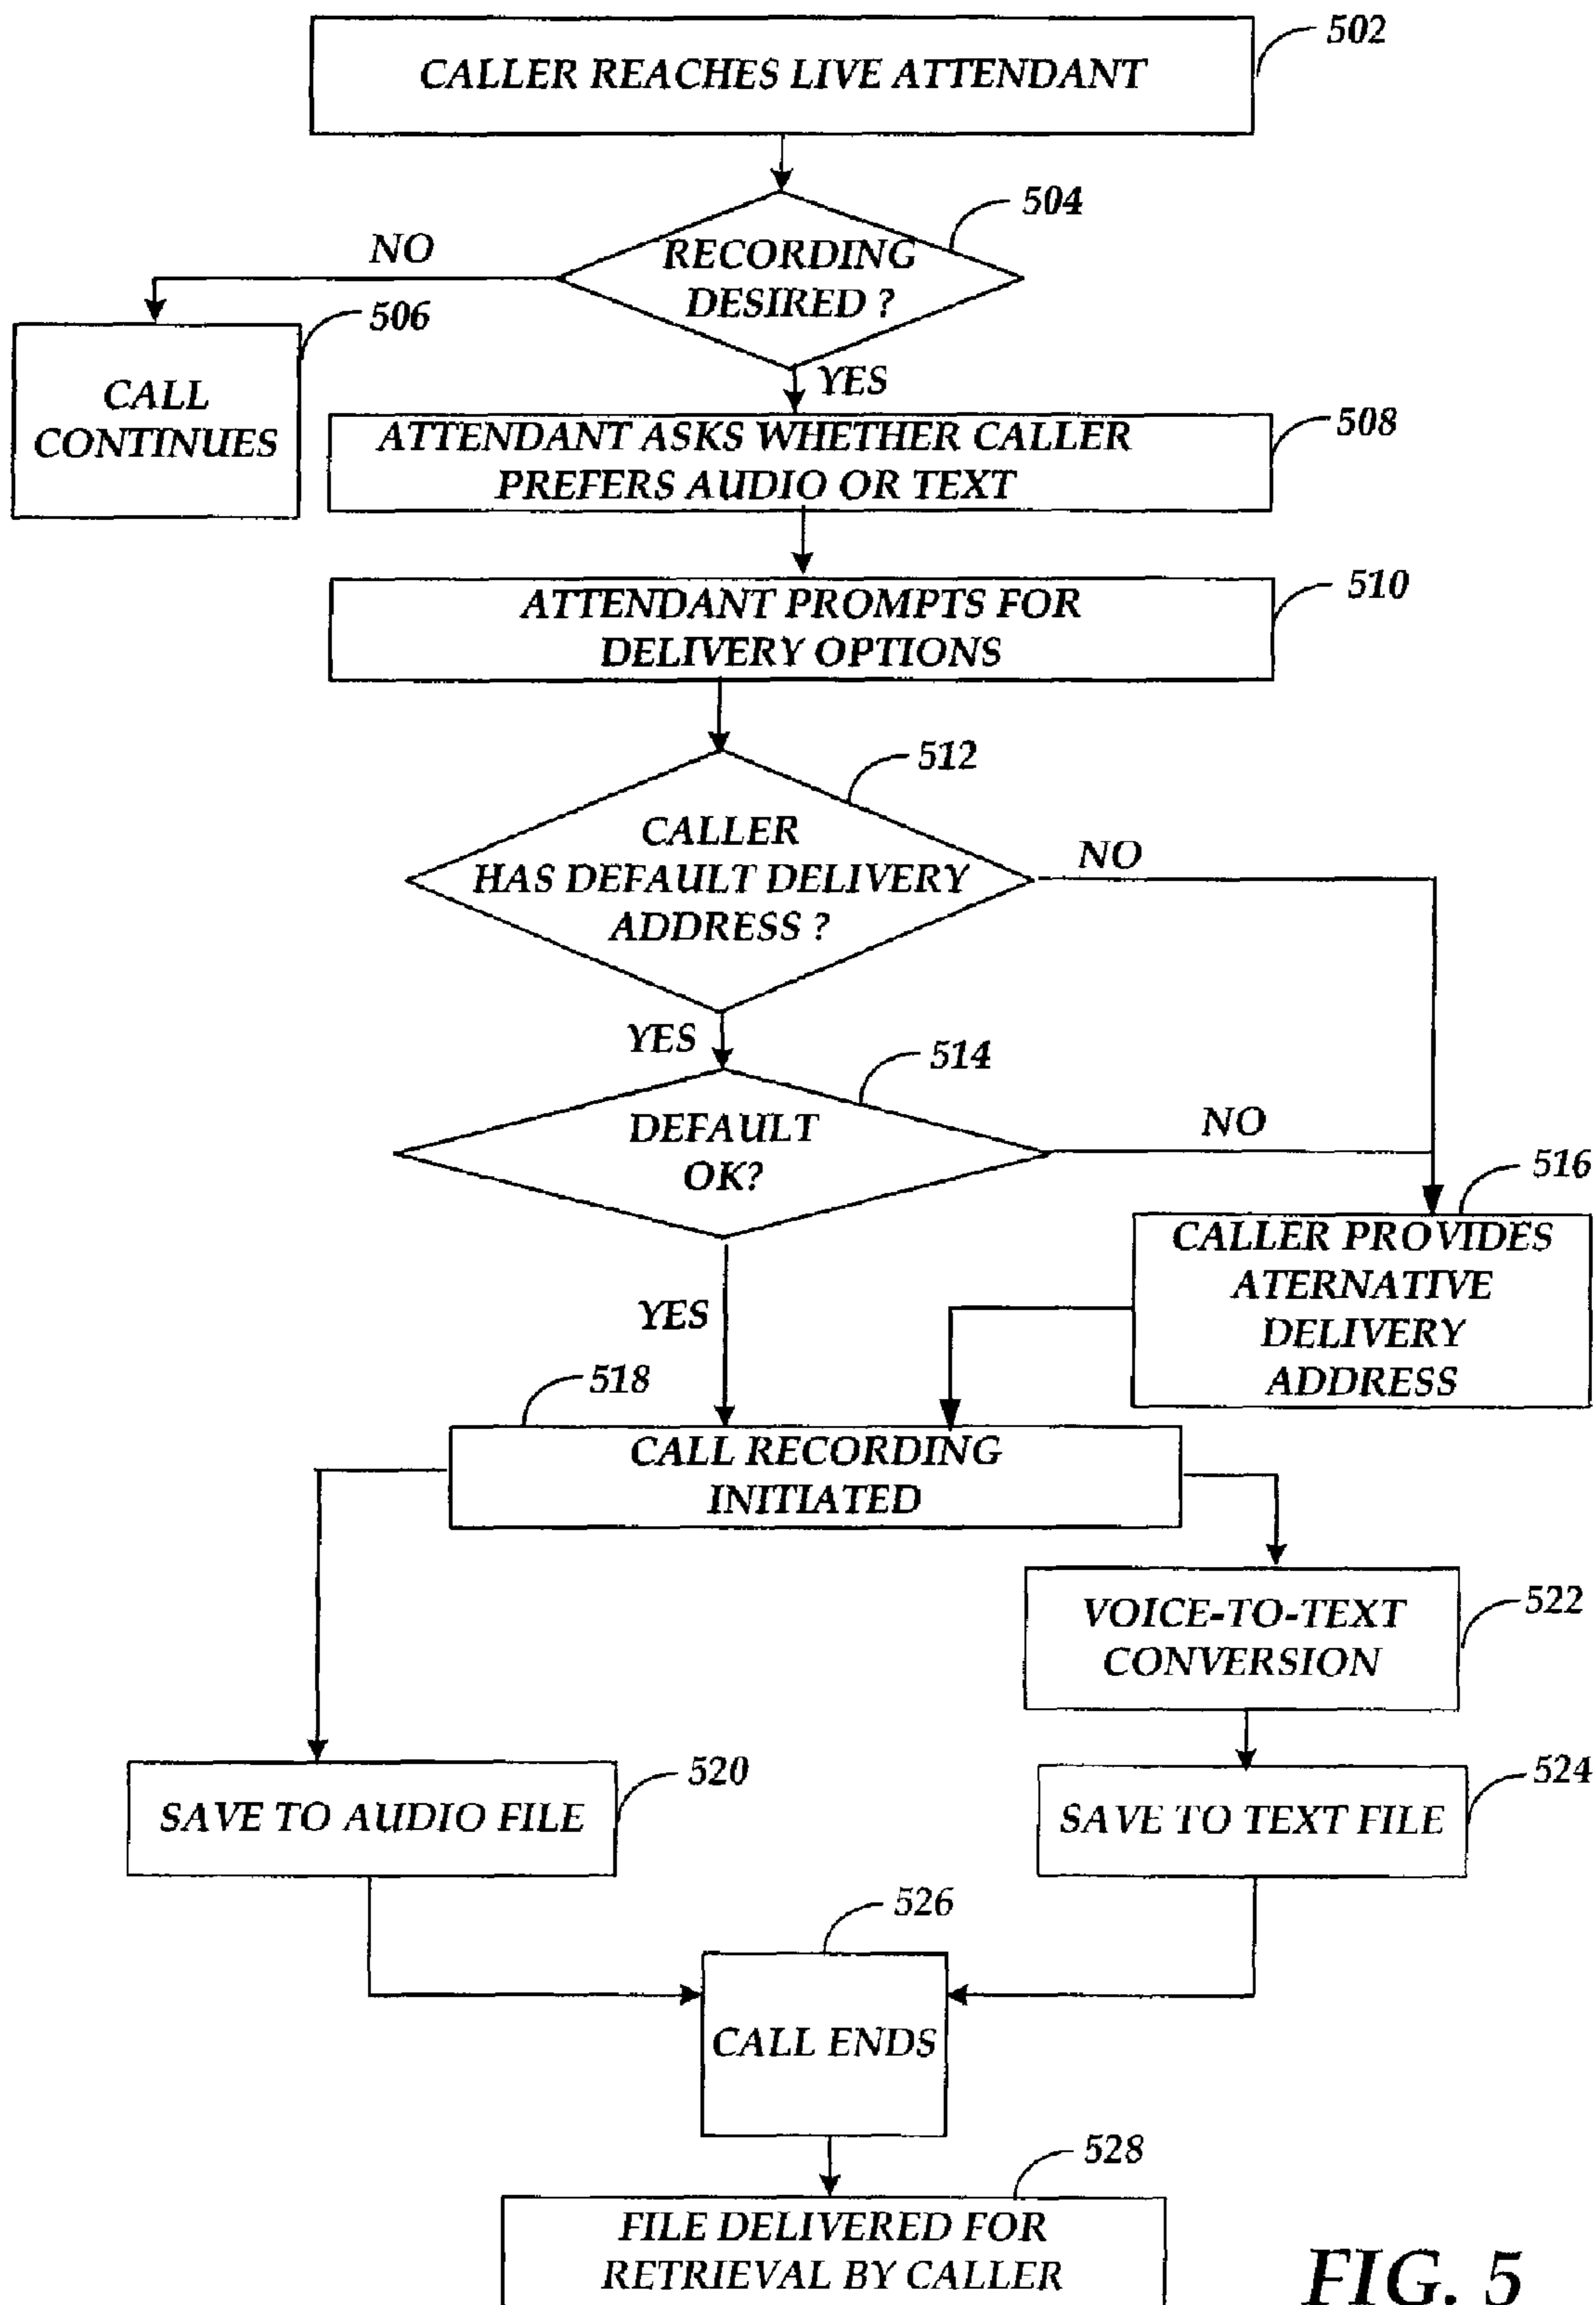 502
CALLER REACHES LIVE ATTENDANT
504
NO
RECORDING
DESIRED ?
506
CALL
CONTINUES
YES
508
ATTENDANT ASKS WHETHER CALLER
PREFERS AUDIO OR TEXT
510
ATTENDANT PROMPTS FOR
DELIVERY OPTIONS
512
CALLER
HAS DEFAULT DELIVERY
ADDRESS ?
NO
YES
514
DEFAULT
OK?
NO
516
CALLER PROVIDES
ATERNATIVE
DELIVERY
ADDRESS
YES
518
CALL RECORDING
INITIATED
522
VOICE-TO-TEXT
CONVERSION
520
SAVE TO AUDIO FILE
524
SAVE TO TEXT FILE
526
CALL ENDS
528
FILE DELIVERED FOR
RETRIEVAL BY CALLER
FIG. 5